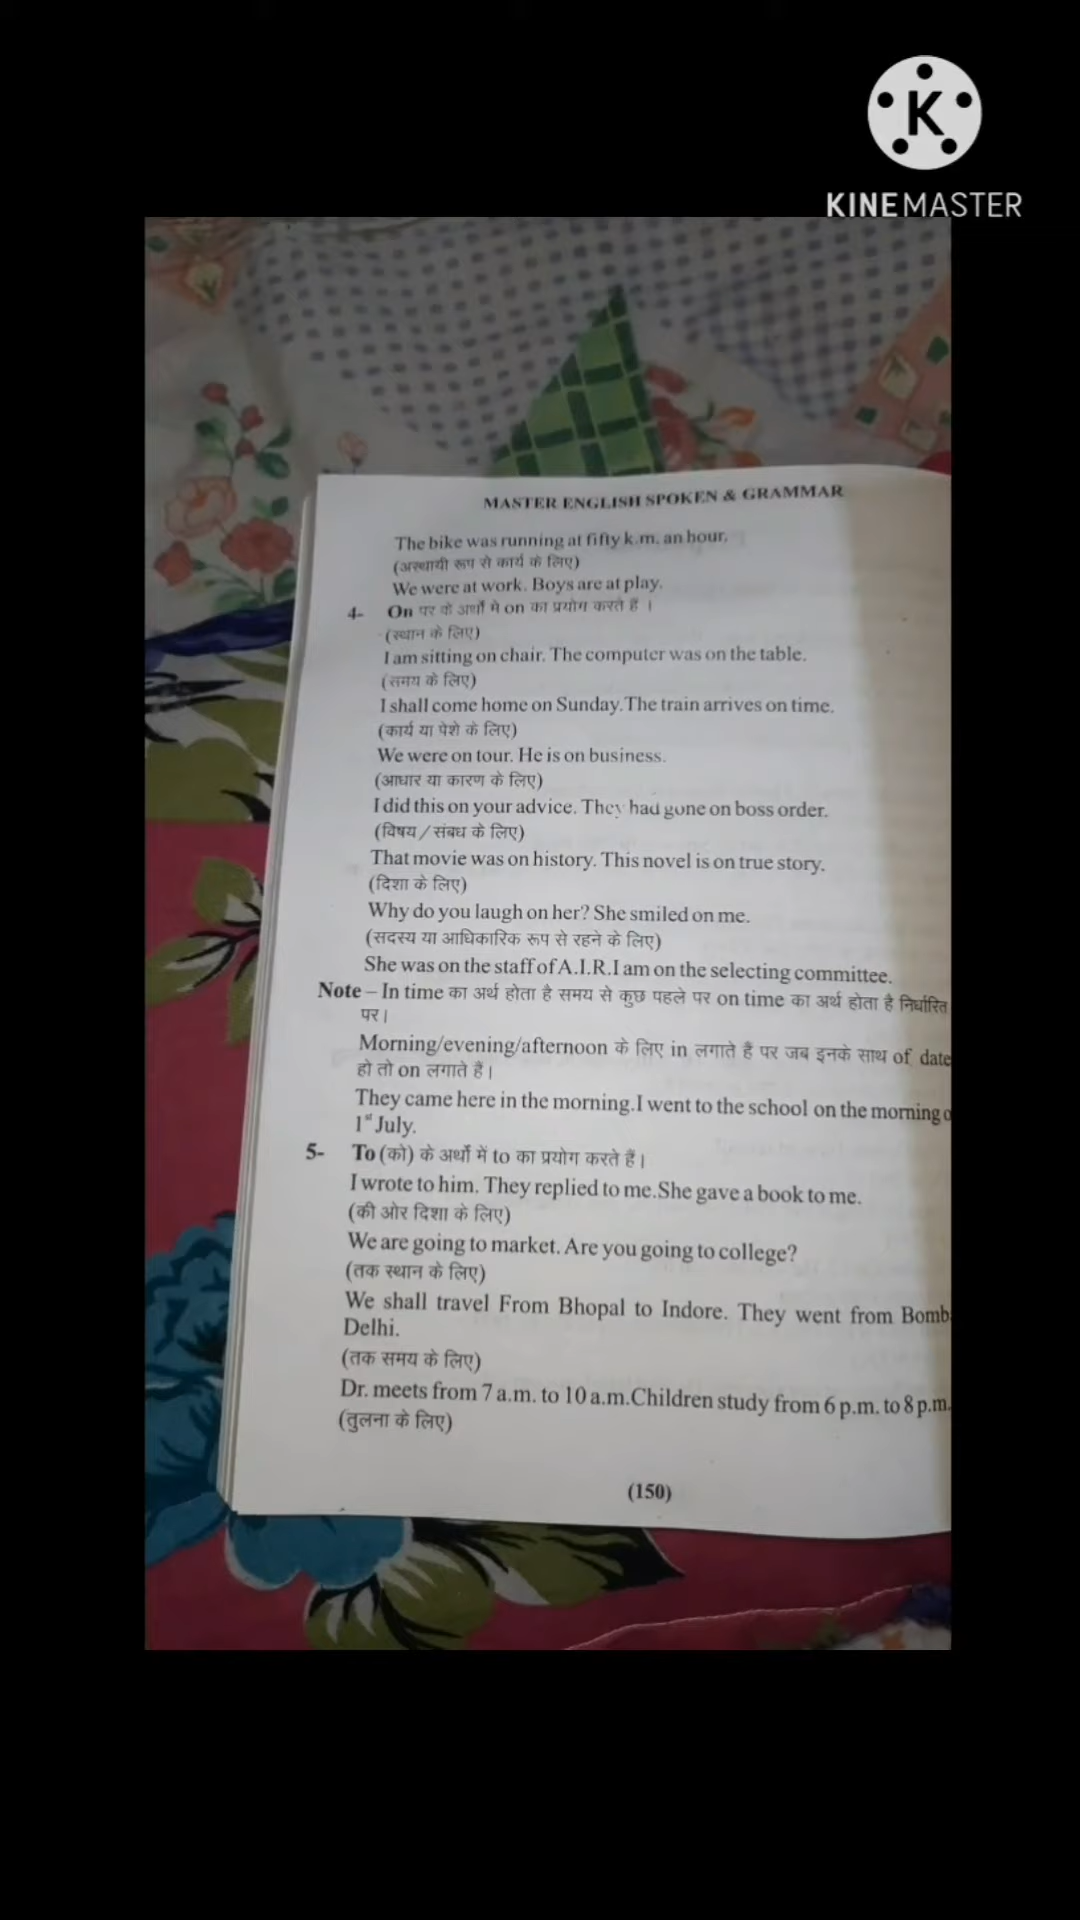 K
KINEMASTER
MASTER ENGLISH SPOKEN & GRAMMAR
The bike was running at fifty k.m. an hour.
(अस्थायी रूप से कार्य के लिए)
We were at work. Boys are at play.
4- On पर के अर्थो मे on का प्रयोग करते हैं ।
(स्थान के लिए)
I am sitting on chair. The computer was on the table.
(समय के लिए)
I shall come home on Sunday.The train arrives on time.
(कार्य या पेशे के लिए)
We were on tour. He is on business.
(आधार या कारण के लिए)
I did this on your advice. They had gone on boss order.
(विषय/संबध के लिए)
That movie was on history. This novel is on true story.
(दिशा के लिए)
Why do you laugh on her? She smiled on me.
(सदस्य या आधिकारिक रूप से रहने के लिए)
She was on the staff of A.I.R.I am on the selecting committee.
Note – In time का अर्थ होता है समय से कुछ पहले पर on time का अर्थ होता है निर्धारित
पर।
Morning/evening/afternoon के लिए in लगाते हैं पर जब इनके साथ of date
हो तो on लगाते हैं।
They came here in the morning.I went to the school on the morning o
1st July.
5- To (को) के अर्थो में to का प्रयोग करते हैं।
I wrote to him. They replied to me.She gave a book to me.
(की ओर दिशा के लिए)
We are going to market. Are you going to college?
(तक स्थान के लिए)
We shall travel From Bhopal to Indore. They went from Bomb
Delhi.
(तक समय के लिए)
Dr. meets from 7 a.m. to 10 a.m.Children study from 6 p.m. to 8 p.m.
(तुलना के लिए)
(150)